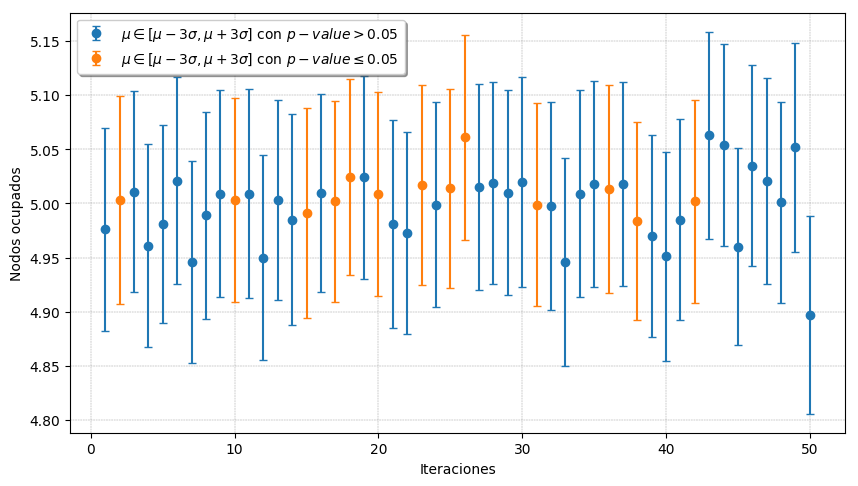 μ ∈ [μ − 3σ, μ + 3σ] con p − value > 0.05
μ ∈ [μ − 3σ, μ + 3σ] con p − value ≤ 0.05
5.15
5.10
5.05
5.00
4.95
4.90
4.85
4.80
Nodos ocupados
0 10 20 30 40 50
Iteraciones